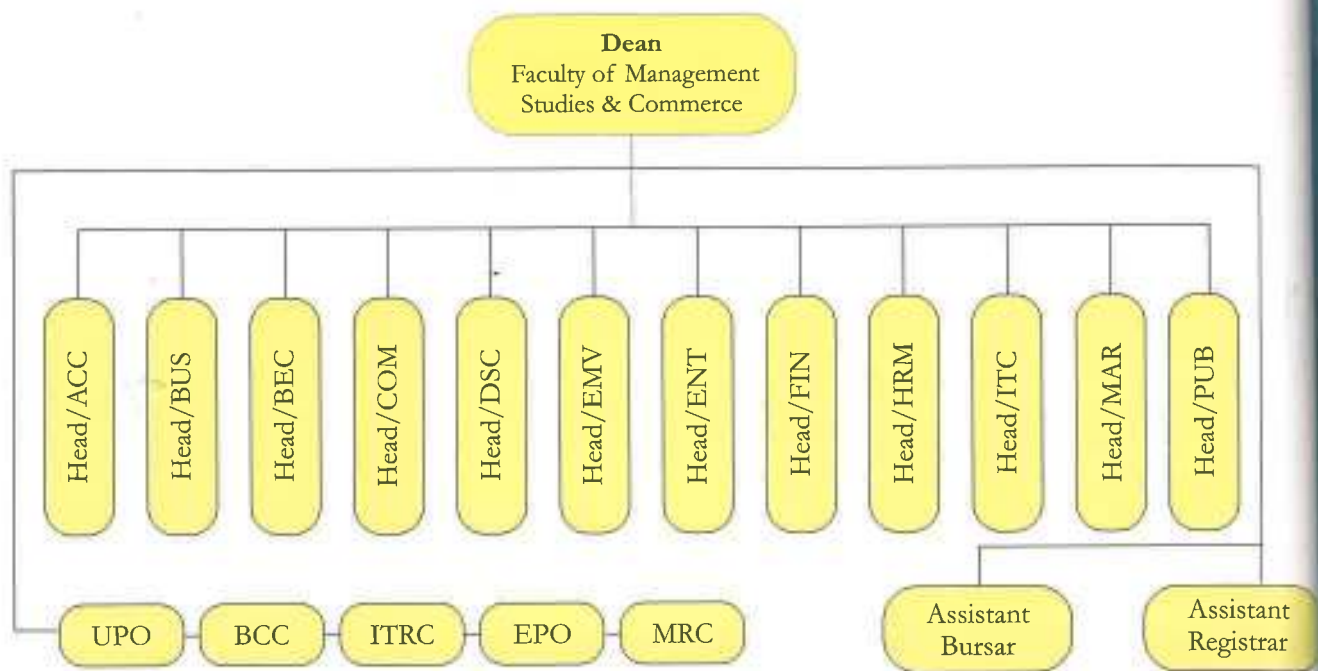 Dean
Faculty of Management
Studies & Commerce
Head/ACC
Head/BUS
Head/BEC
Head/COM
Head/DSC
Head/EMV
Head/ENT
Head/FIN
Head/HRM
Head/ITC
Head/MAR
Head/PUB
UPO
BCC
ITRC
EPO
MRC
Assistant
Bursar
Assistant
Registrar